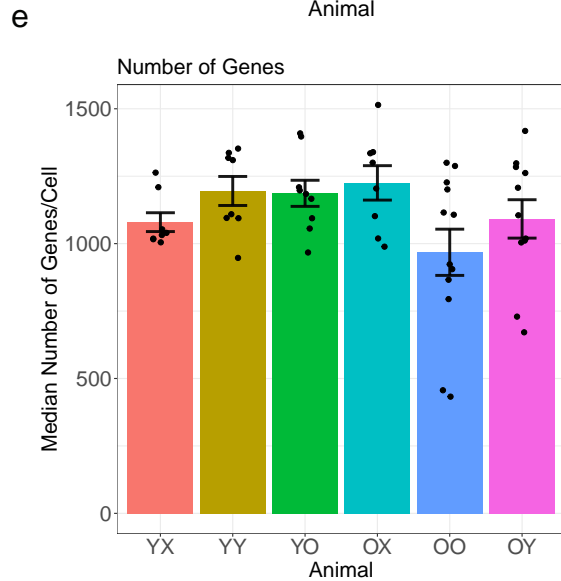 Animal
e
Number of Genes
Median Number of Genes/Cell
1500
1000
500
0
YX YY YO OX OO OY
Animal